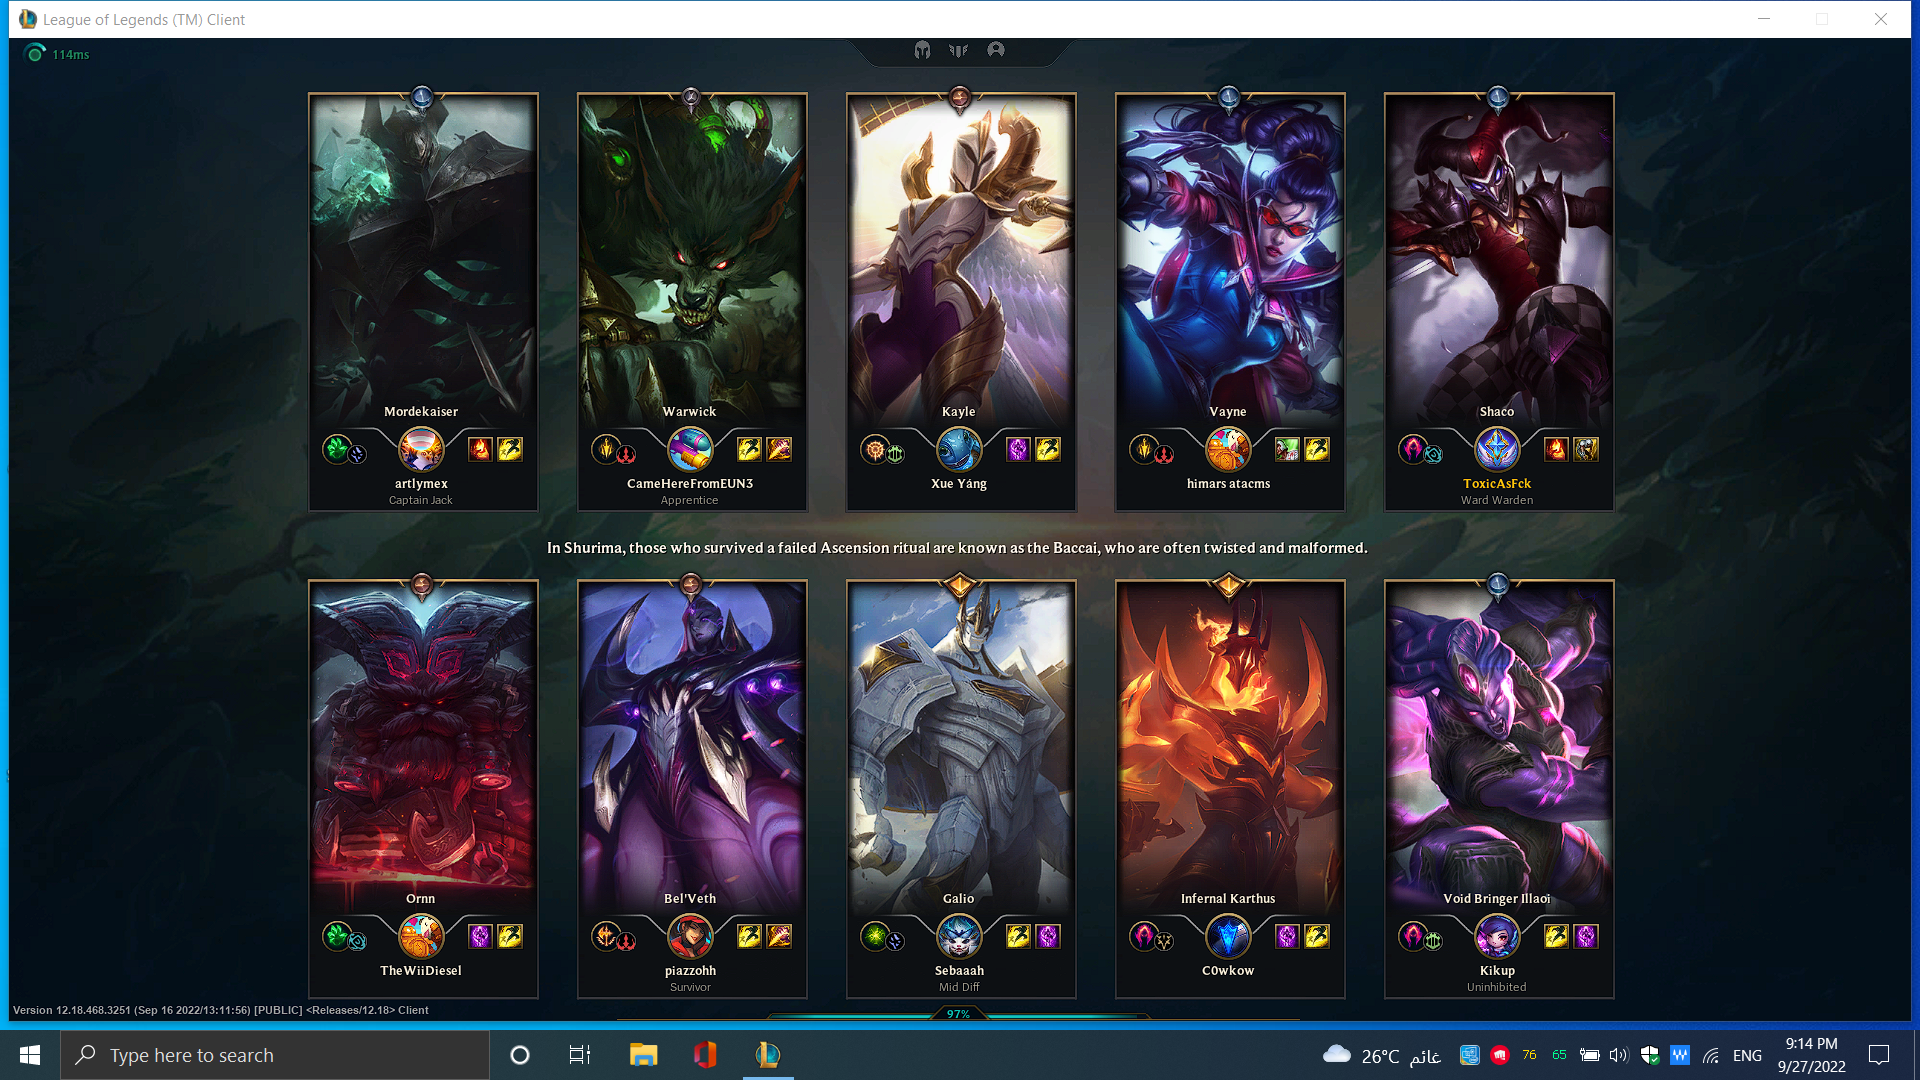 League of Legends (TM) Client
114ms
Mordekaiser
artlymex
Captain Jack
Warwick
CameHereFromEUN3
Apprentice
Kayle
Xue Yáng
Vayne
himars atacms
Shaco
ToxicAsFck
Ward Warden
In Shurima, those who survived a failed Ascension ritual are known as the Baccai, who are often twisted and malformed.
Ornn
TheWiiDiesel
Bel'Veth
piazzohh
Survivor
Galio
Sebaaah
Mid Diff
Infernal Karthus
C0wkow
Void Bringer Illaoi
Kikup
Uninhibited
Version 12.18.468.3251 (Sep 16 2022/13:11:56) [PUBLIC] <Releases/12.18> Client
97%
Type here to search
26°C غائم
76
65
ENG
9:14 PM
9/27/2022